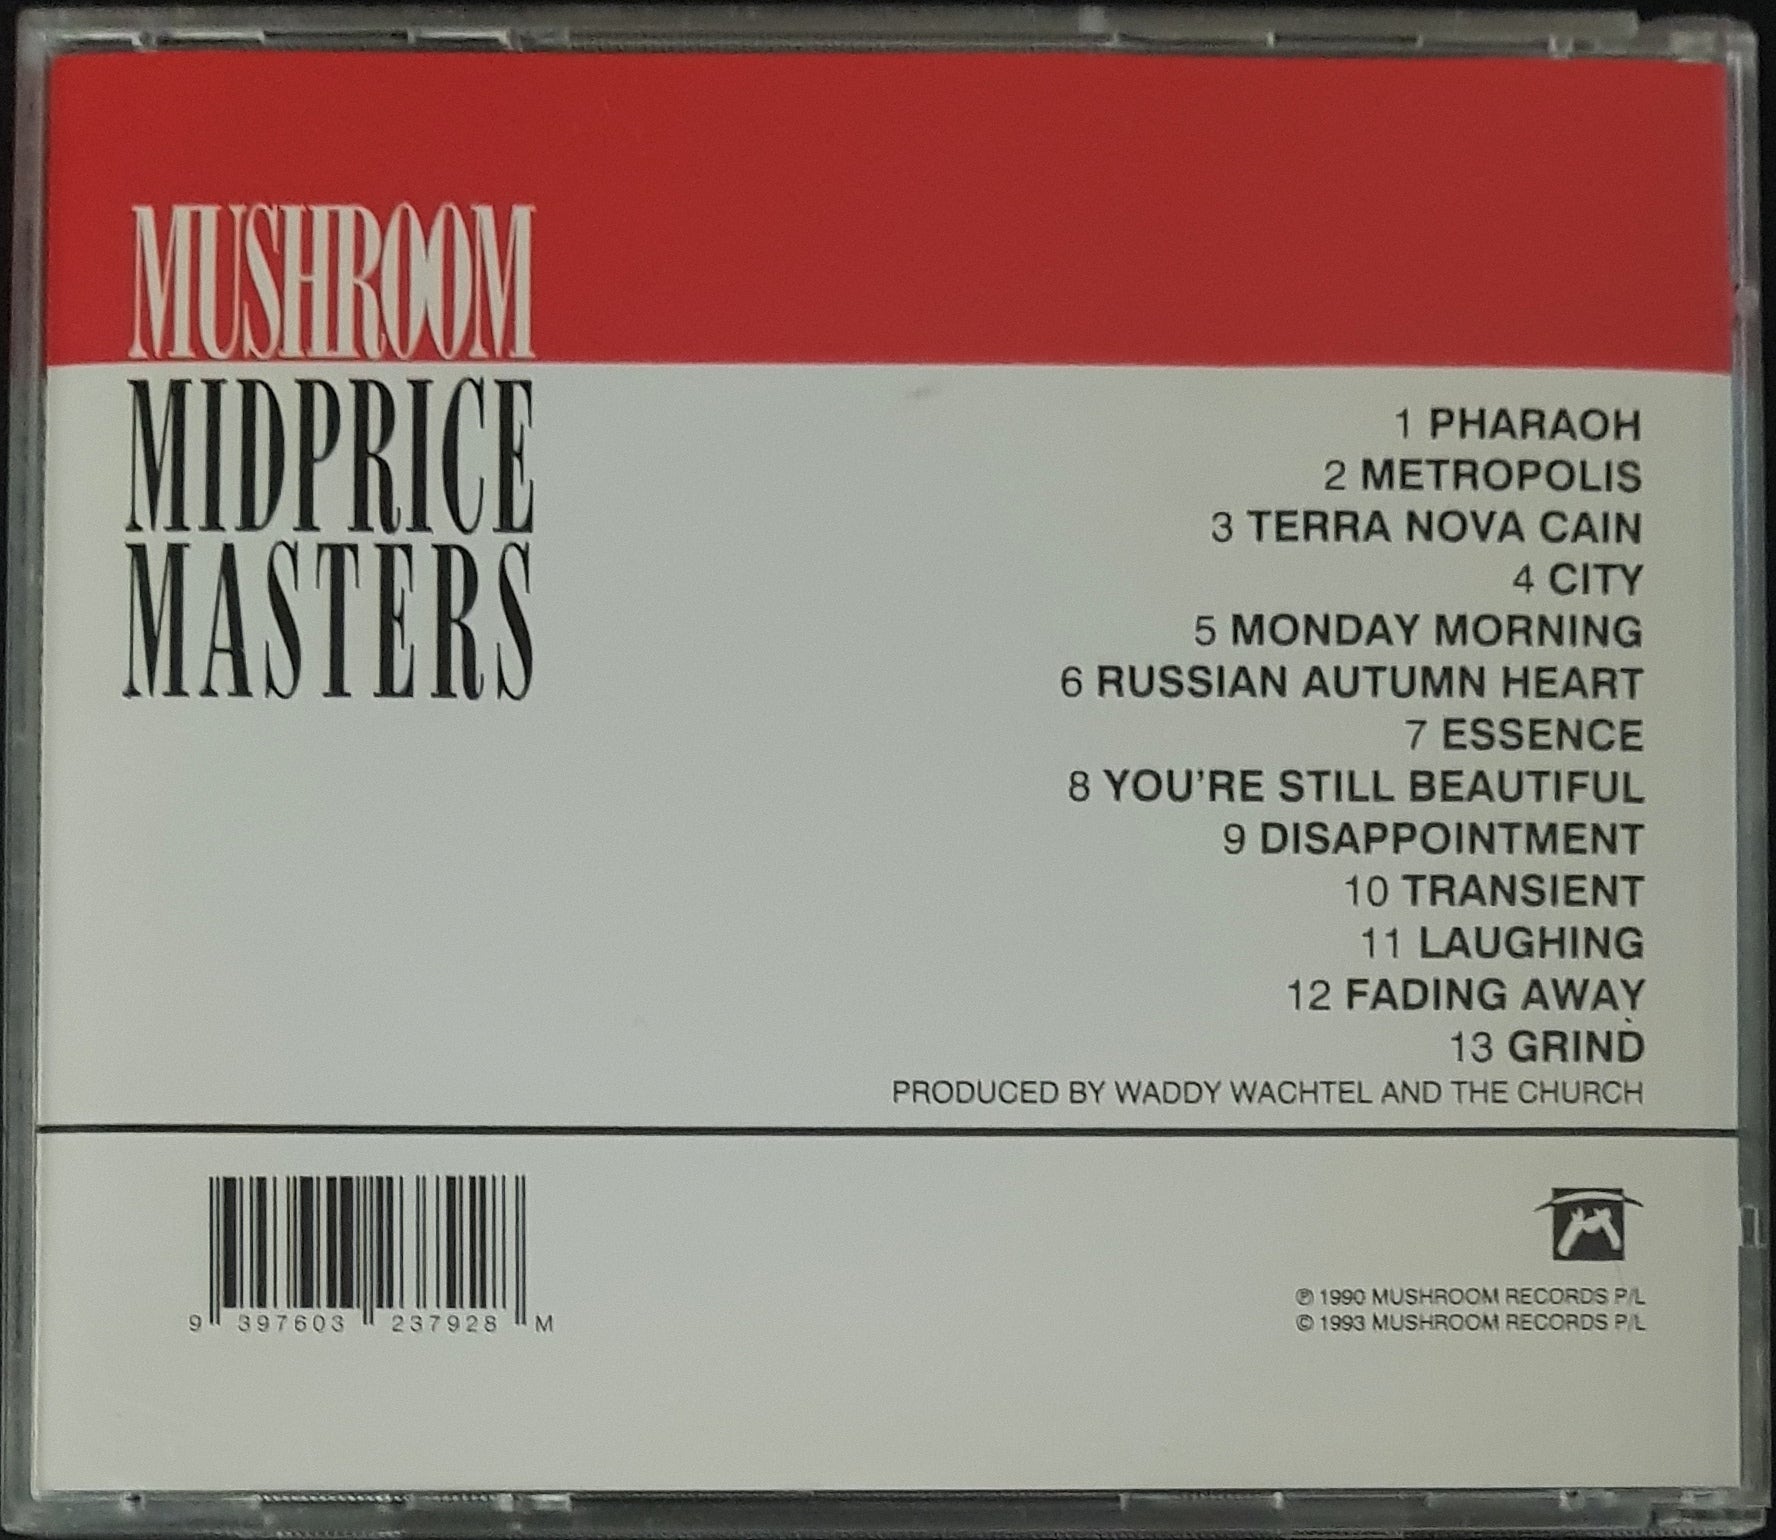 MUSHROOM
MIDPRICE
MASTERS
1 PHARAOH
2 METROPOLIS
3 TERRA NOVA CAIN
4 CITY
5 MONDAY MORNING
6 RUSSIAN AUTUMN HEART
7 ESSENCE
8 YOU'RE STILL BEAUTIFUL
9 DISAPPOINTMENT
10 TRANSIENT
11 LAUGHING
12 FADING AWAY
13 GRIND
PRODUCED BY WADDY WACHTEL AND THE CHURCH
9 397603 237928 M
℗ 1990 MUSHROOM RECORDS P/L
© 1993 MUSHROOM RECORDS P/L